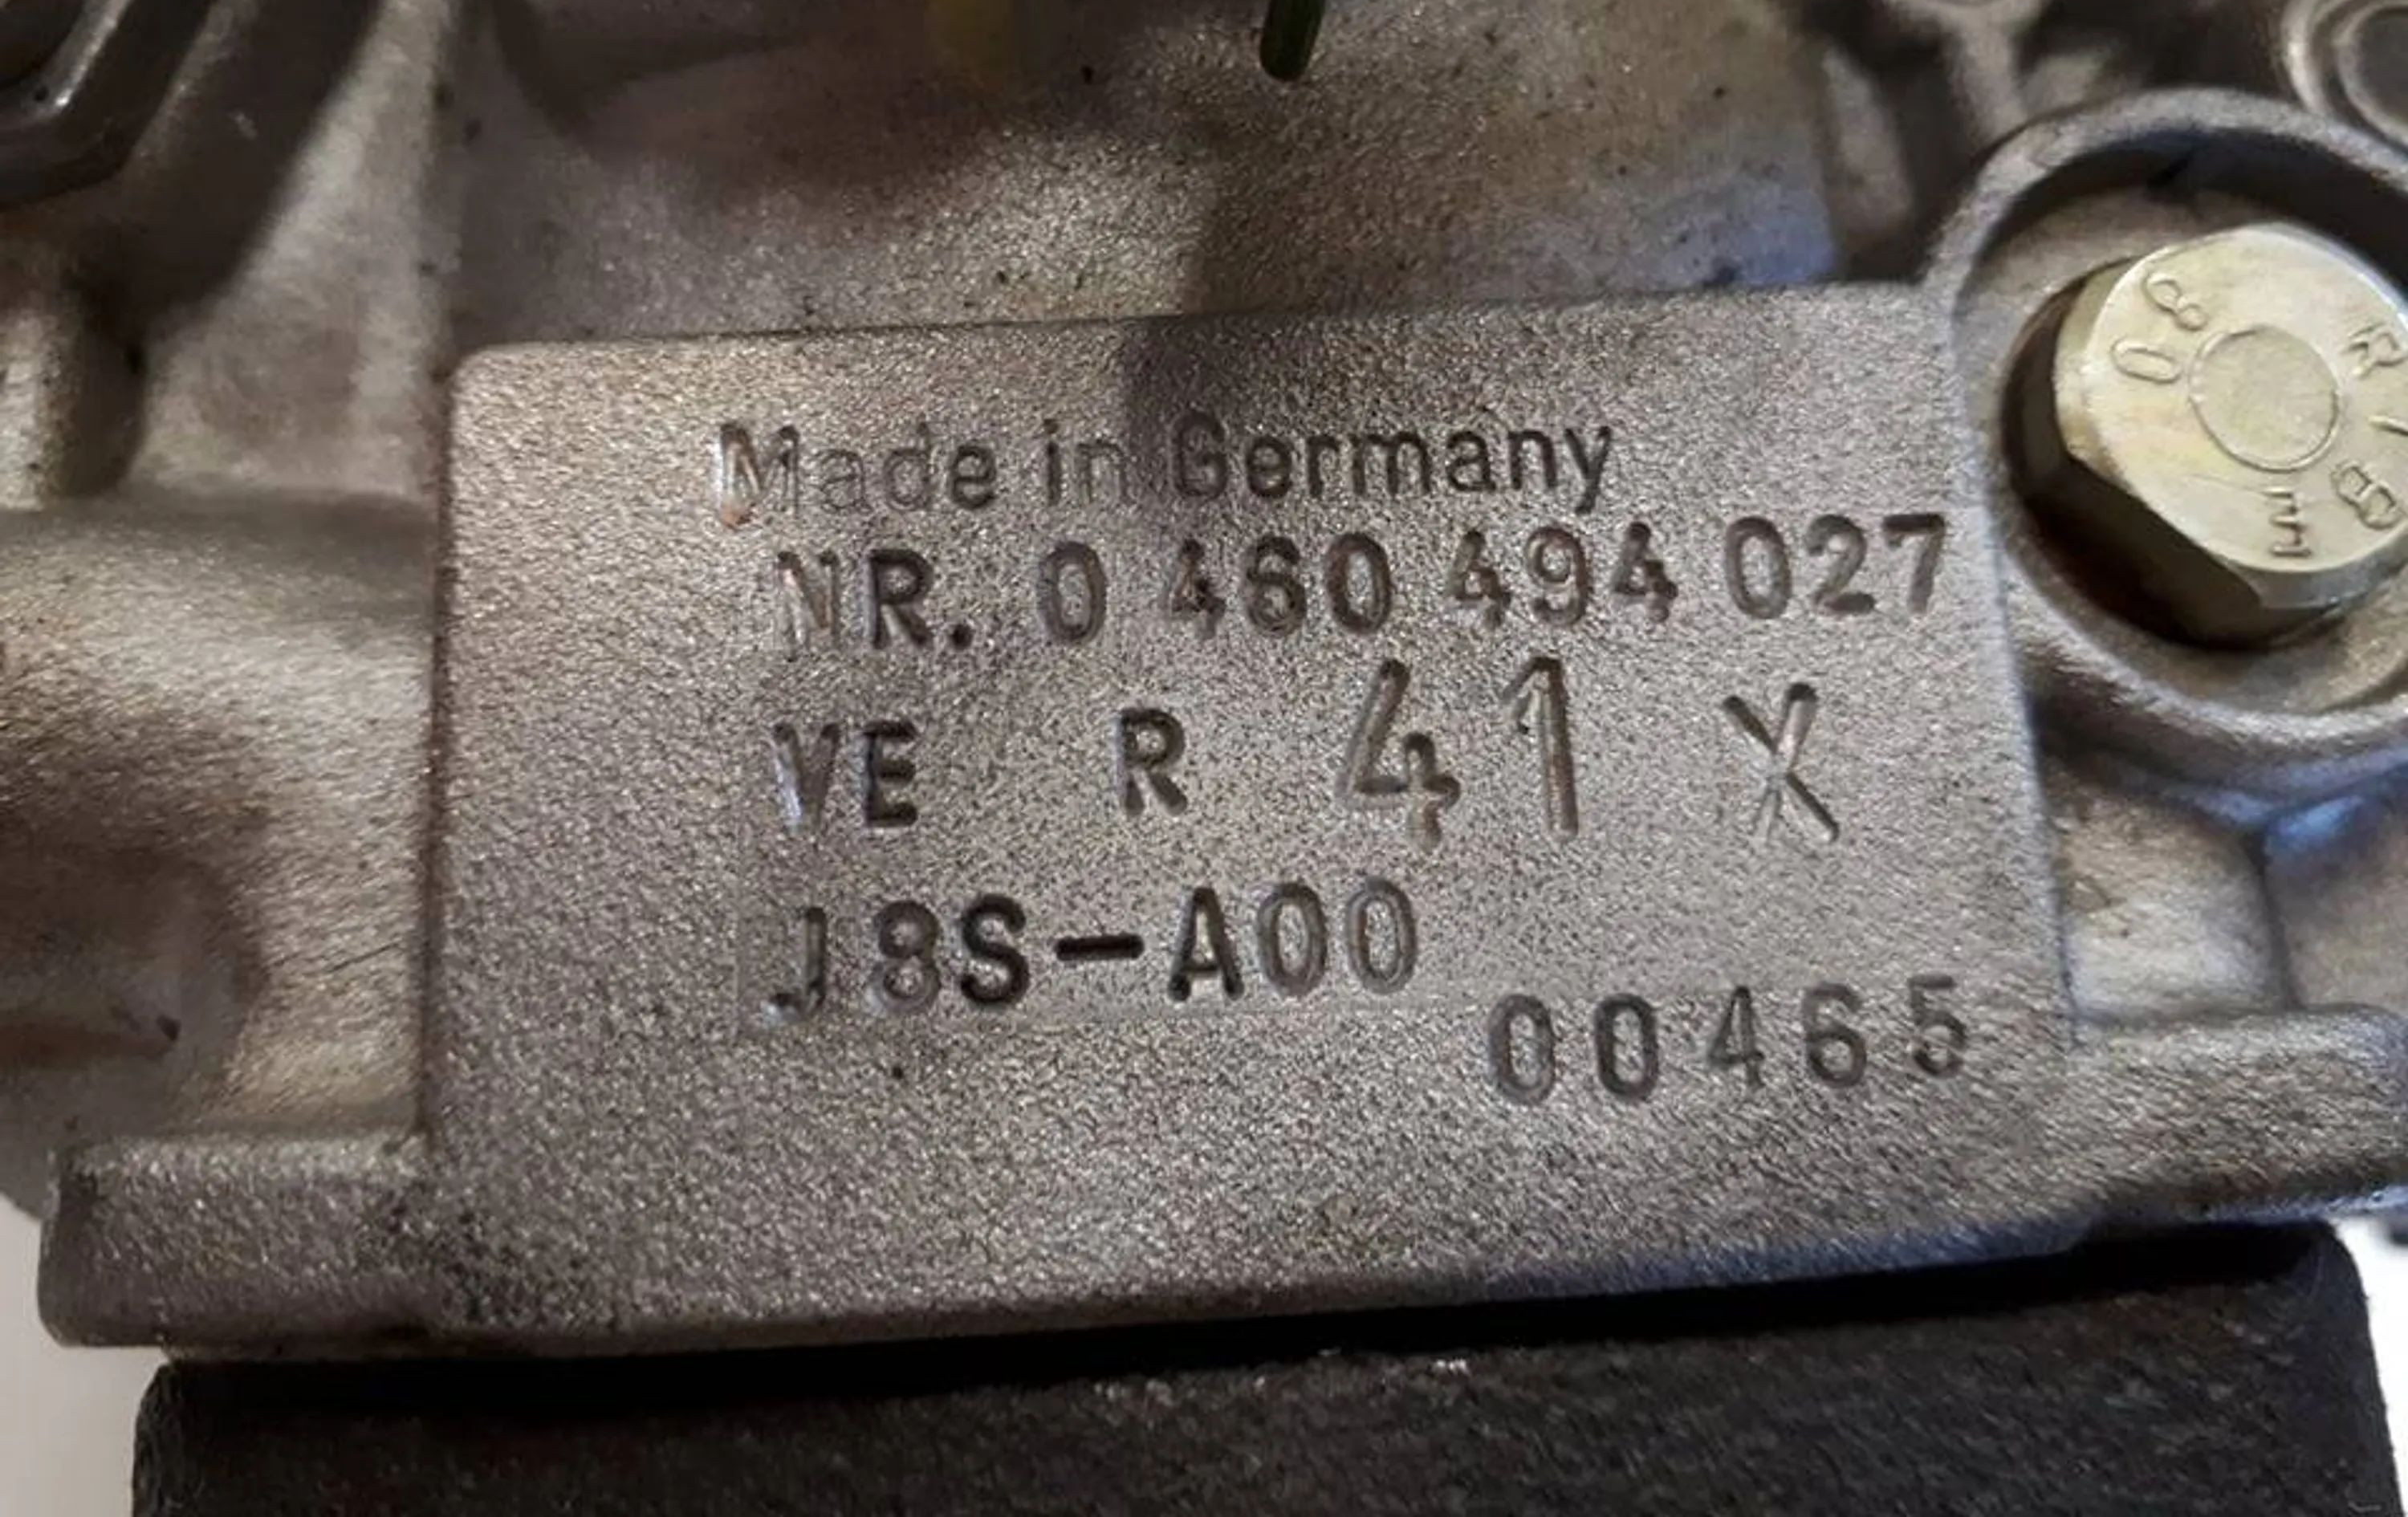 Made in Germany
NR. 0 460 494 027
VE R 41 X
J8S-A00
00465